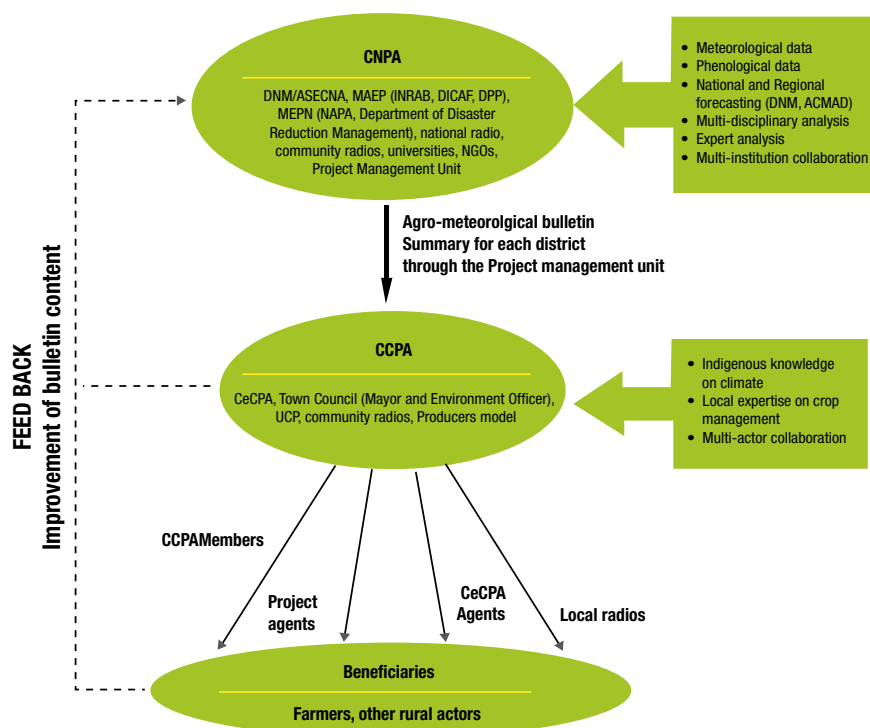 CNPA
DNM/ASECNA, MAEP (INRAB, DICAF, DPP),
MEPN (NAPA, Department of Disaster
Reduction Management), national radio,
community radios, universities, NGOs,
Project Management Unit
• Meteorological data
• Phenological data
• National and Regional
forecasting (DNM, ACMAD)
• Multi-disciplinary analysis
• Expert analysis
• Multi-institution collaboration
Agro-meteorolgical bulletin
Summary for each district
through the Project management unit
FEED BACK
Improvement of bulletin content
CCPA
CeCPA, Town Council (Mayor and Environment Officer),
UCP, community radios, Producers model
• Indigenous knowledge
on climate
• Local expertise on crop
management
• Multi-actor collaboration
CCPAMembers
Project
agents
CeCPA
Agents
Local radios
Beneficiaries
Farmers, other rural actors